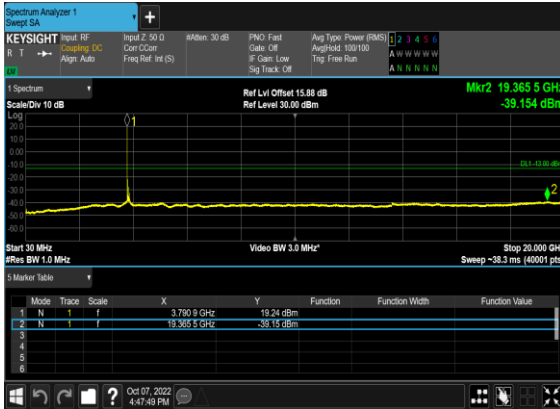 Spectrum Analyzer 1
Swept SA
+
KEYSIGHT Input: RF Input Z: 50 Ω #Atten: 30 dB PNO: Fast Avg Type: Power (RMS) 1 2 3 4 5 6
R T Coupling: DC Corr CCorr Gate: Off Avg|Hold: 100/100 A W W W W W
Align: Auto Freq Ref: Int (S) IF Gain: Low Trig: Free Run
Sig Track: Off A N N N N N
1 Spectrum Ref Lvl Offset 15.88 dB Mkr2 19.365 5 GHz
Scale/Div 10 dB Ref Level 30.00 dBm -39.154 dBm
Log
20.0
10.0
0.00
-10.0
-20.0
-30.0
-40.0
-50.0
-60.0
1
DL1 -13.00 dBm
2
Start 30 MHz Video BW 3.0 MHz* Stop 20.000 GHz
#Res BW 1.0 MHz Sweep ~38.3 ms (40001 pts)
5 Marker Table
Mode Trace Scale X Y Function Function Width Function Value
1 N 1 f 3.790 9 GHz 19.24 dBm
2 N 1 f 19.365 5 GHz -39.15 dBm
3
4
5
6
? Oct 07, 2022
4:47:49 PM